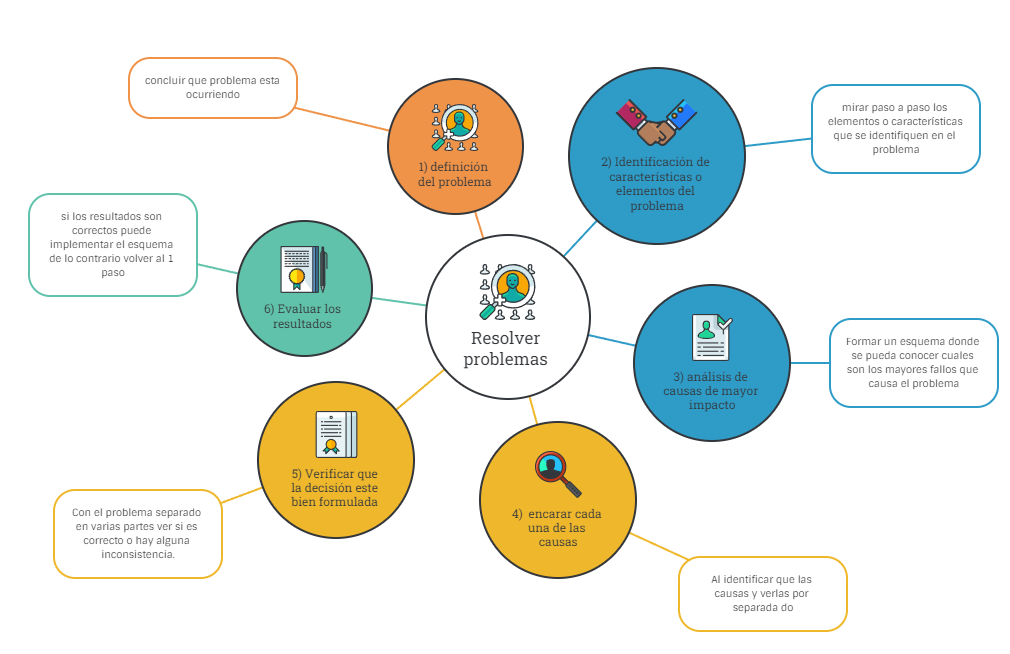 Resolver
problemas
1) definición
del problema
concluir que problema esta
ocurriendo
2) Identificación de
características o
elementos del
problema
mirar paso a paso los
elementos o características
que se identifiquen en el
problema
3) análisis de
causas de mayor
impacto
Formar un esquema donde
se pueda conocer cuales
son los mayores fallos que
causa el problema
4) encarar cada
una de las
causas
Al identificar que las
causas y verlas por
separada do
5) Verificar que
la decisión este
bien formulada
Con el problema separado
en varias partes ver si es
correcto o hay alguna
inconsistencia.
6) Evaluar los
resultados
si los resultados son
correctos puede
implementar el esquema
de lo contrario volver al 1
paso